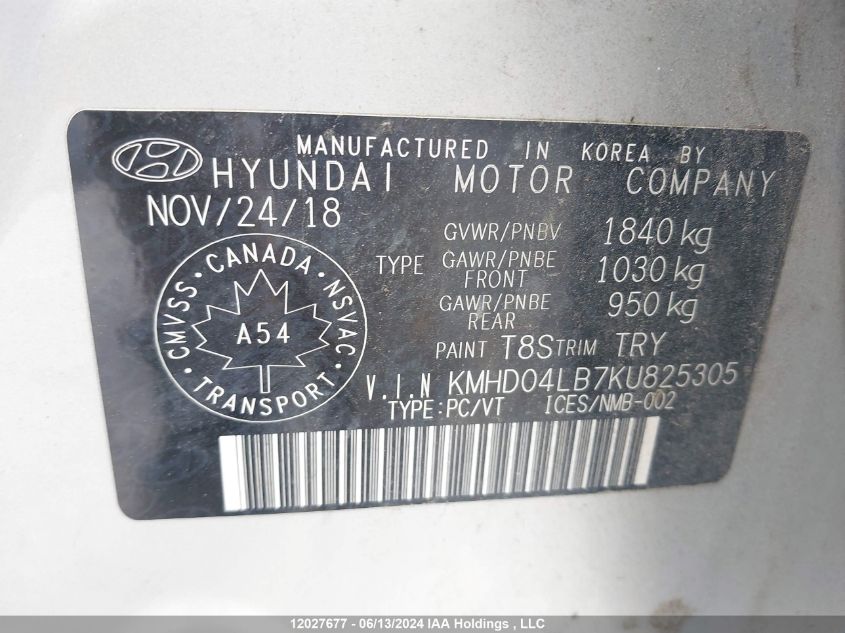 MANUFACTURED IN KOREA BY
HYUNDAI MOTOR COMPANY
NOV/24/18
GVWR/PNBV 1840 kg
TYPE GAWR/PNBE FRONT 1030 kg
GAWR/PNBE REAR 950 kg
PAINT T8S TRIM TRY
V.I.N KMHD04LB7KU825305
TYPE:PC/VT ICES/NMB-002
CMVSS • CANADA • NSVAC • TRANSPORT •
A54
12027677 - 06/13/2024 IAA Holdings , LLC